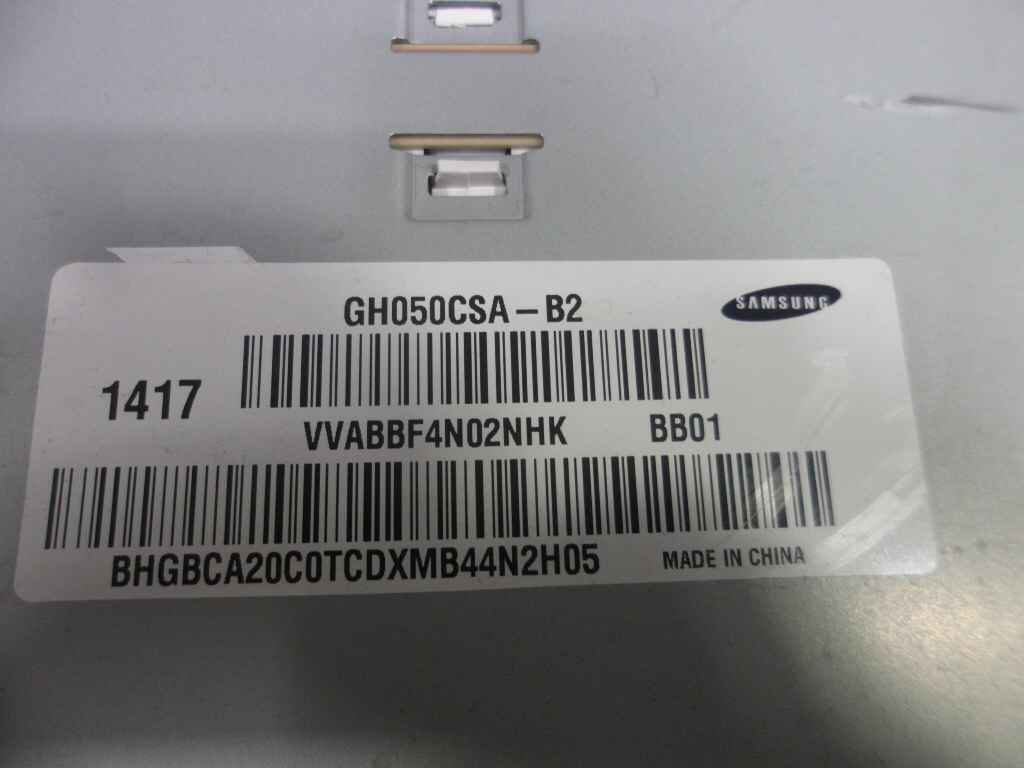 GH050CSA-B2
SAMSUNG
1417
VVABBF4N02NHK BB01
BHGBCA20C0TCDXMB44N2H05
MADE IN CHINA